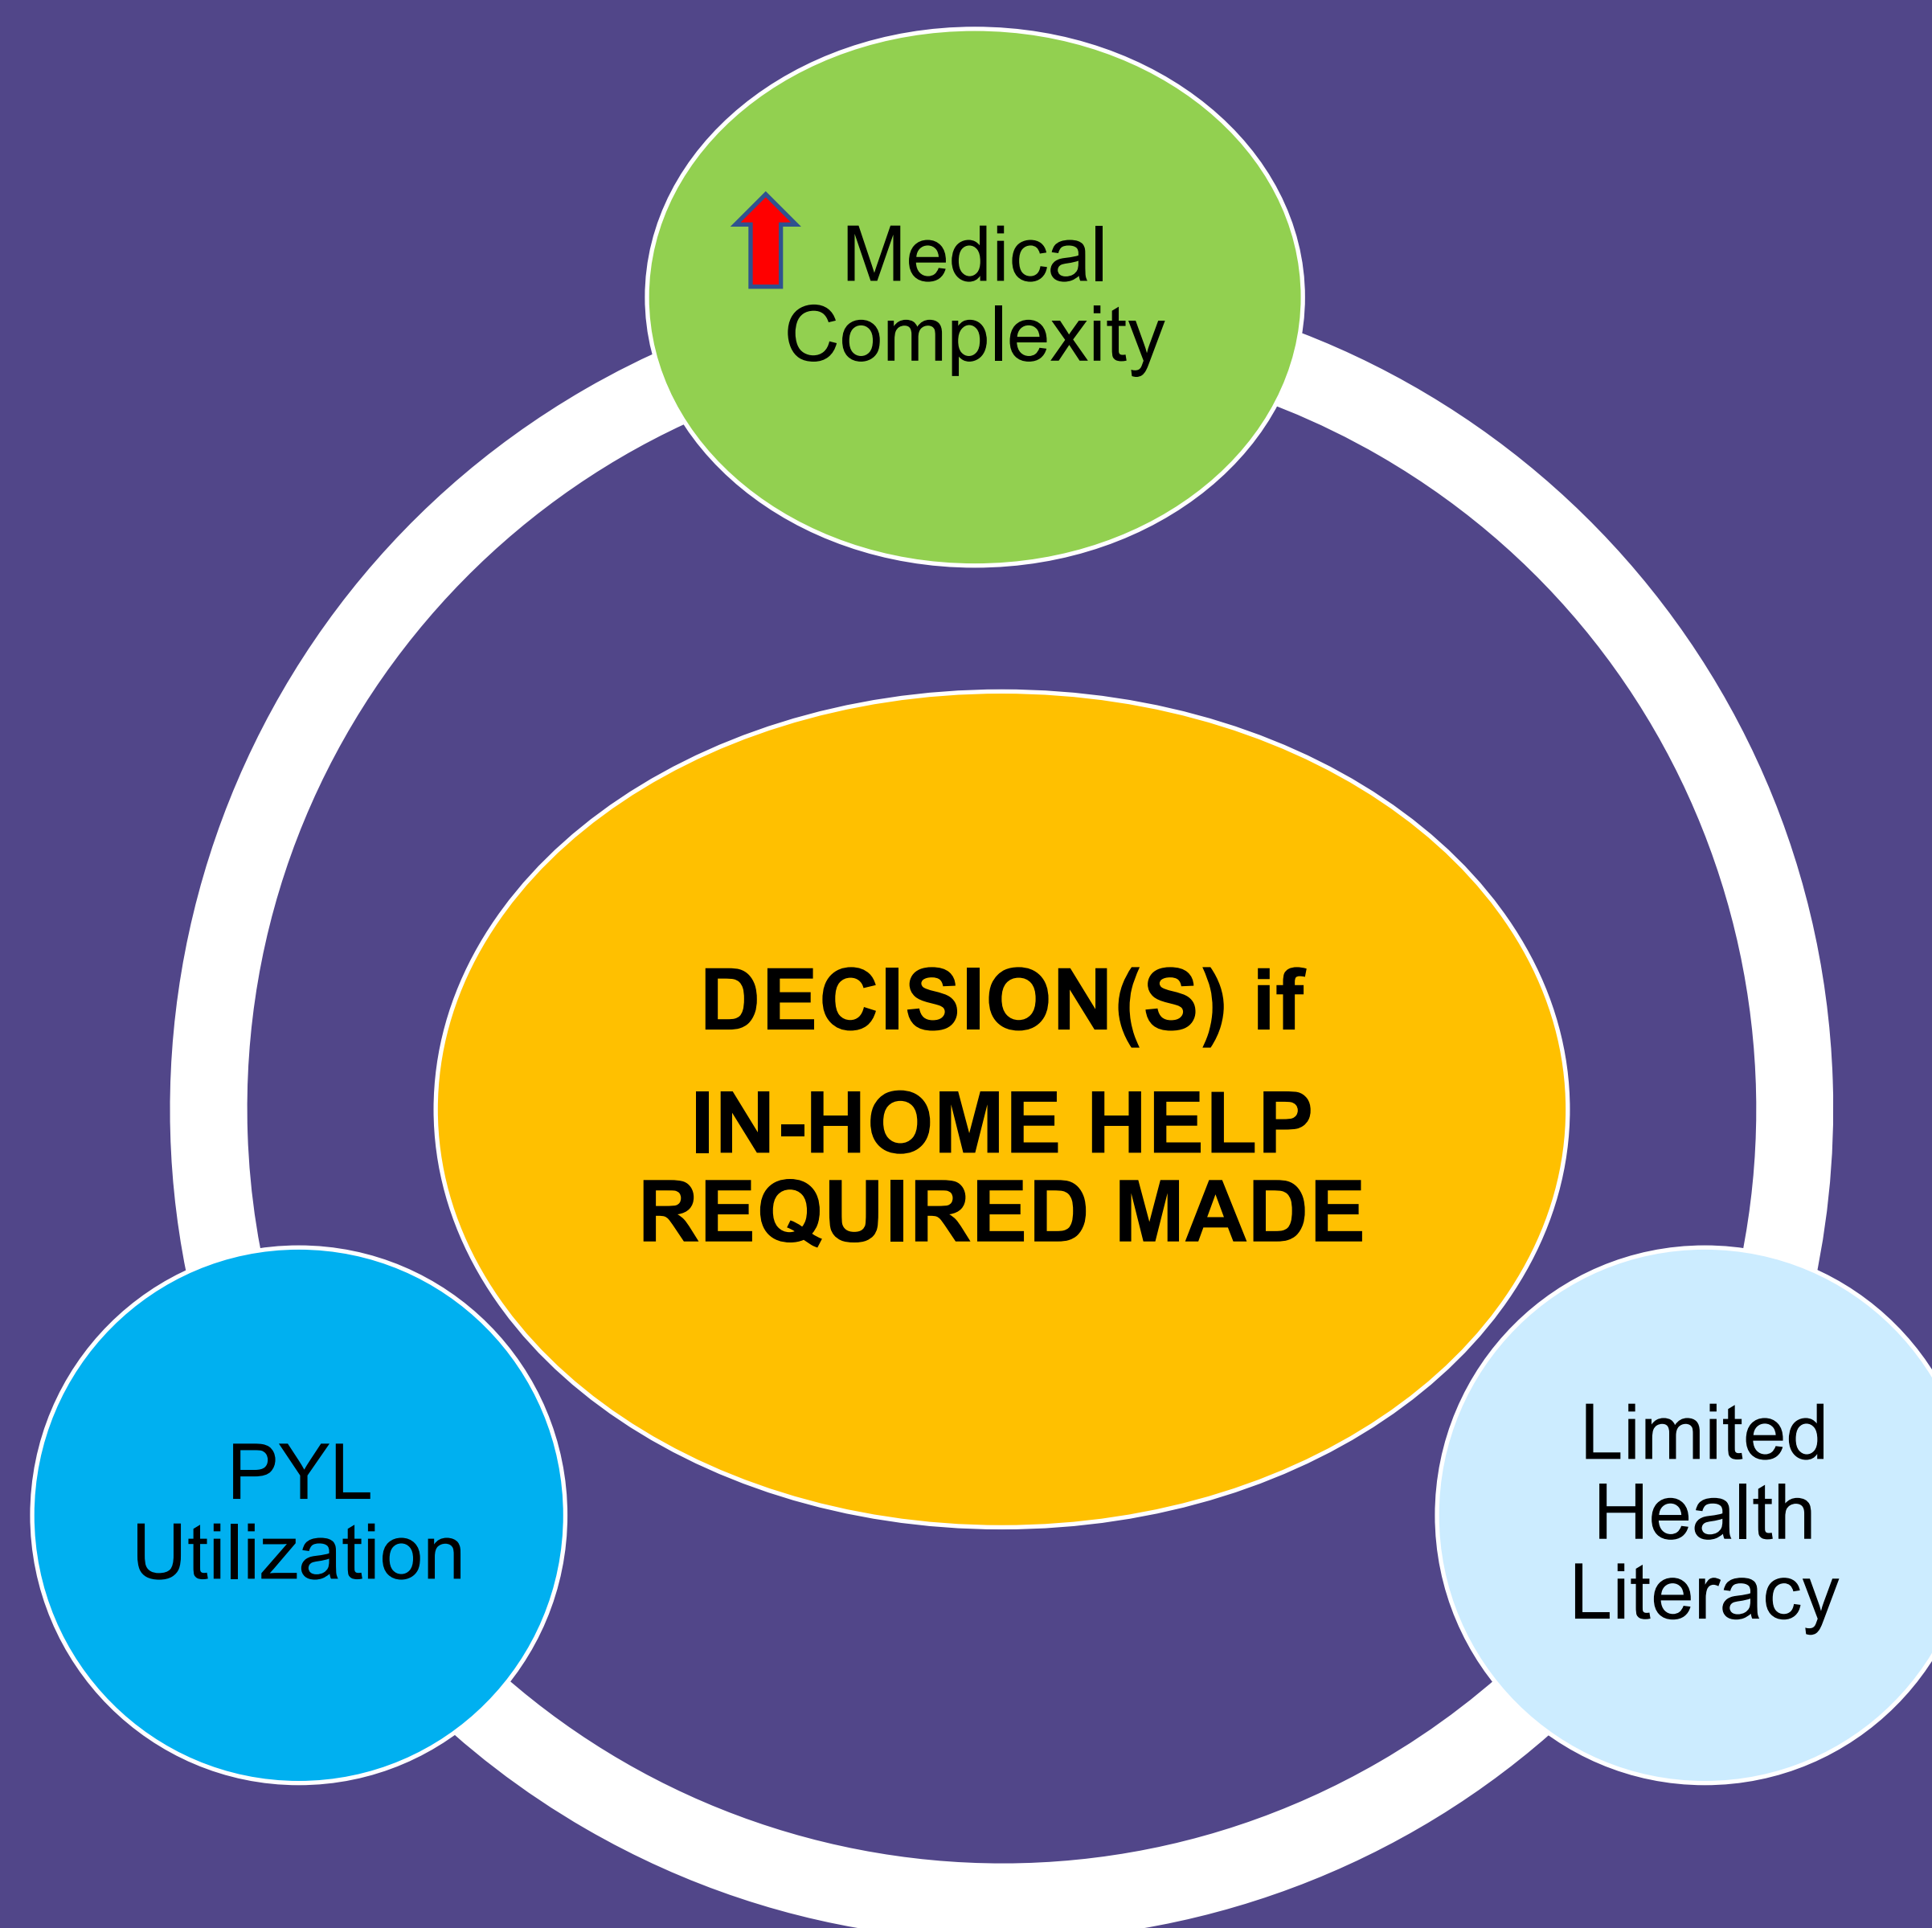 Medical
Complexity
DECISION(S) if
IN-HOME HELP
REQUIRED MADE
PYL
Utilization
Limited
Health
Literacy